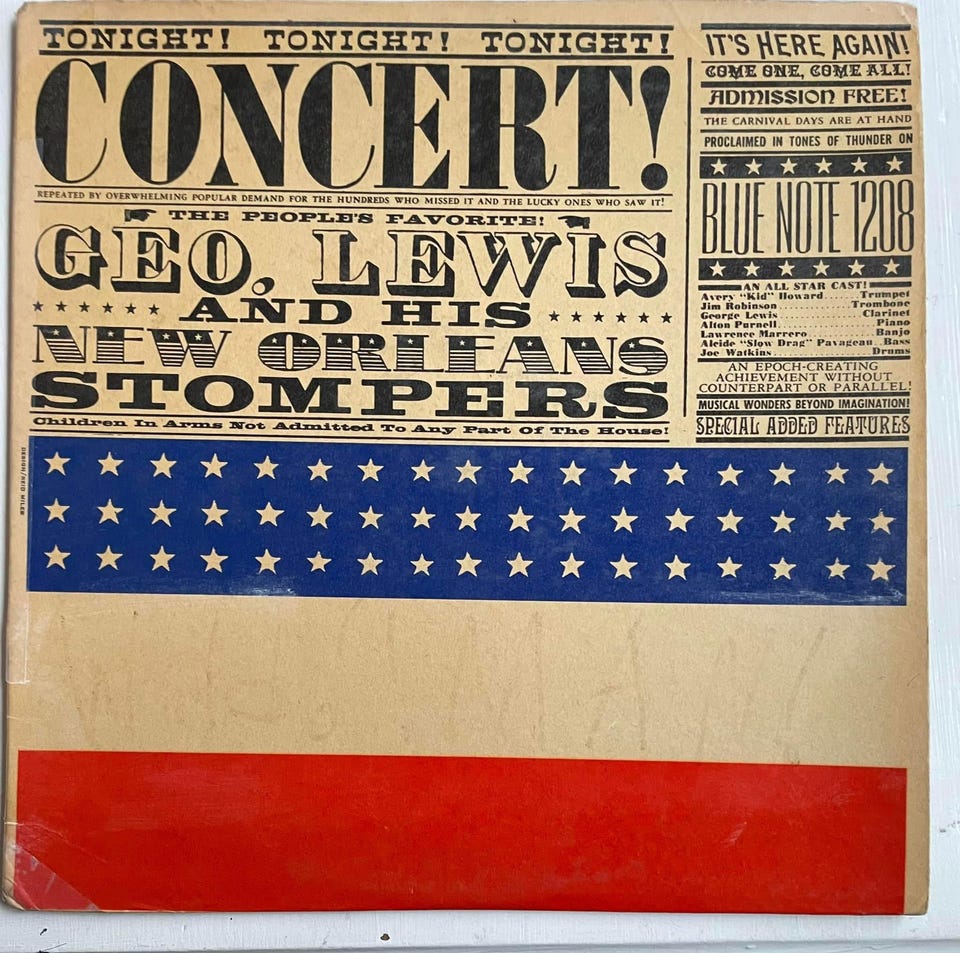 TONIGHT! TONIGHT! TONIGHT!
CONCERT!
REPEATED BY OVERWHELMING POPULAR DEMAND FOR THE HUNDREDS WHO MISSED IT AND THE LUCKY ONES WHO SAW IT!
THE PEOPLE'S FAVORITE!
GEO. LEWIS
AND HIS
NEW ORLEANS
STOMPERS
Children In Arms Not Admitted To Any Part Of The House!
IT'S HERE AGAIN!
COME ONE, COME ALL!
ADMISSION FREE!
THE CARNIVAL DAYS ARE AT HAND
PROCLAIMED IN TONES OF THUNDER ON
BLUE NOTE 1208
AN ALL STAR CAST!
Avery "Kid" Howard......Trumpet
Jim Robinson..........Trombone
George Lewis..........Clarinet
Alton Purnell..........Piano
Lawrence Marrero..........Banjo
Alcide "Slow Drag" Pavageau..Bass
Joe Watkins..........Drums
AN EPOCH-CREATING
ACHIEVEMENT WITHOUT
COUNTERPART OR PARALLEL!
MUSICAL WONDERS BEYOND IMAGINATION!
SPECIAL ADDED FEATURES
DESIGN/REID MILES